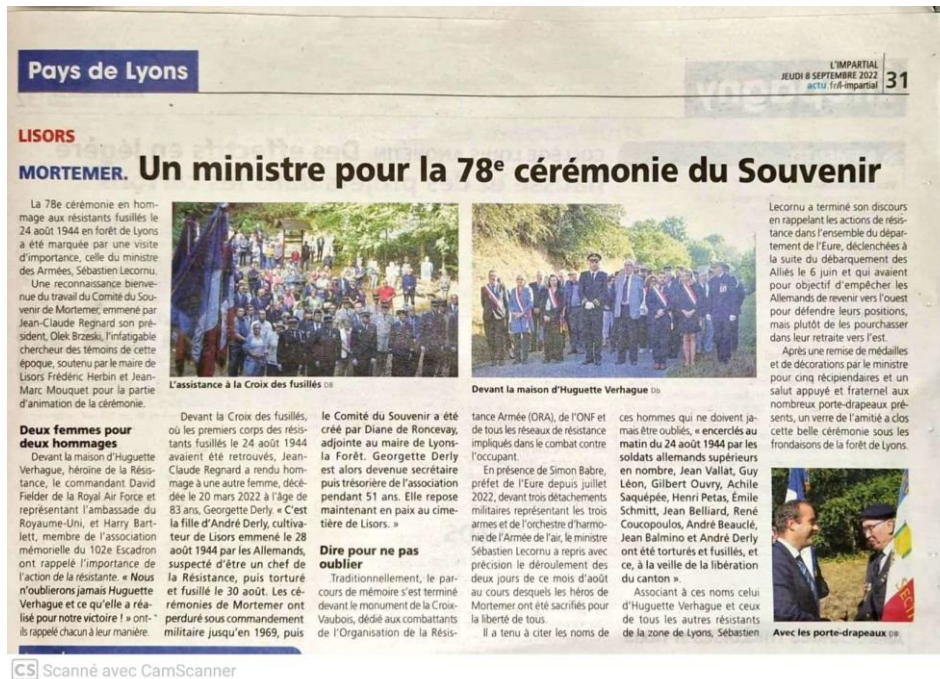 Pays de Lyons
L'IMPARTIAL
JEUDI 8 SEPTEMBRE 2022
actu.fr/l-impartial
31
LISORS
MORTEMER. Un ministre pour la 78e cérémonie du Souvenir
La 78e cérémonie en hom-
mage aux résistants fusillés le
24 août 1944 en forêt de Lyons
a été marquée par une visite
d'importance, celle du ministre
des Armées, Sébastien Lecornu.
Une reconnaissance bienve-
nue du travail du Comité du Sou-
venir de Mortemer, emmené par
Jean-Claude Regnard son pré-
sident, Olek Brzeski, l'infatigable
chercheur des témoins de cette
époque, soutenu par le maire de
Lisors Frédéric Herbin et Jean-
Marc Mouquet pour la partie
d'animation de la cérémonie.
Deux femmes pour
deux hommages
Devant la maison d'Huguette
Verhague, héroïne de la Résis-
tance, le commandant David
Fielder de la Royal Air Force et
représentant l'ambassade du
Royaume-Uni, et Harry Bart-
lett, membre de l'association
mémorielle du 102e Escadron
ont rappelé l'importance de
l'action de la résistante. « Nous
n'oublierons jamais Huguette
Verhague et ce qu'elle a réa-
lisé pour notre victoire ! » ont-
ils rappelé chacun à leur manière.
L'assistance à la Croix des fusillés DB
Devant la Croix des fusillés,
où les premiers corps des résis-
tants fusillés le 24 août 1944
avaient été retrouvés, Jean-
Claude Regnard a rendu hom-
mage à une autre femme, décé-
dée le 20 mars 2022 à l'âge de
83 ans, Georgette Derly. « C'est
la fille d'André Derly, cultiva-
teur de Lisors emmené le 28
août 1944 par les Allemands,
suspecté d'être un chef de
la Résistance, puis torturé
et fusillé le 30 août. Les cé-
rémonies de Mortemer ont
perduré sous commandement
militaire jusqu'en 1969, puis
le Comité du Souvenir a été
créé par Diane de Roncevay,
adjointe au maire de Lyons-
la Forêt. Georgette Derly
est alors devenue secrétaire
puis trésorière de l'association
pendant 51 ans. Elle repose
maintenant en paix au cime-
tière de Lisors. »
Dire pour ne pas
oublier
Traditionnellement, le par-
cours de mémoire s'est terminé
devant le monument de la Croix-
Vaubois, dédié aux combattants
de l'Organisation de la Résis-
Devant la maison d'Huguette Verhague DB
tance Armée (ORA), de l'ONF et
de tous les réseaux de résistance
impliqués dans le combat contre
l'occupant.
En présence de Simon Babre,
préfet de l'Eure depuis juillet
2022, devant trois détachements
militaires représentant les trois
armes et de l'orchestre d'harmo-
nie de l'Armée de l'air, le ministre
Sébastien Lecornu a repris avec
précision le déroulement des
deux jours de ce mois d'août
au cours desquels les héros de
Mortemer ont été sacrifiés pour
la liberté de tous.
Il a tenu à citer les noms de
ces hommes qui ne doivent ja-
mais être oubliés, « encerclés au
matin du 24 août 1944 par les
soldats allemands supérieurs
en nombre, Jean Vallat, Guy
Léon, Gilbert Ouvry, Achile
Saquépée, Henri Petas, Émile
Schmitt, Jean Belliard, René
Coucopoulos, André Beauclé,
Jean Balmino et André Derly
ont été torturés et fusillés, et
ce, à la veille de la libération
du canton ».
Associant à ces noms celui
d'Huguette Verhague et ceux
de tous les autres résistants
de la zone de Lyons, Sébastien
Lecornu a terminé son discours
en rappelant les actions de résis-
tance dans l'ensemble du dépar-
tement de l'Eure, déclenchées à
la suite du débarquement des
Alliés le 6 juin et qui avaient
pour objectif d'empêcher les
Allemands de revenir vers l'ouest
pour défendre leurs positions,
mais plutôt de les pourchasser
dans leur retraite vers l'est.
Après une remise de médailles
et de décorations par le ministre
pour cinq récipiendaires et un
salut appuyé et fraternel aux
nombreux porte-drapeaux pré-
sents, un verre de l'amitié a clos
cette belle cérémonie sous les
frondaisons de la forêt de Lyons.
SECT
Avec les porte-drapeaux DB
CS Scanné avec CamScanner